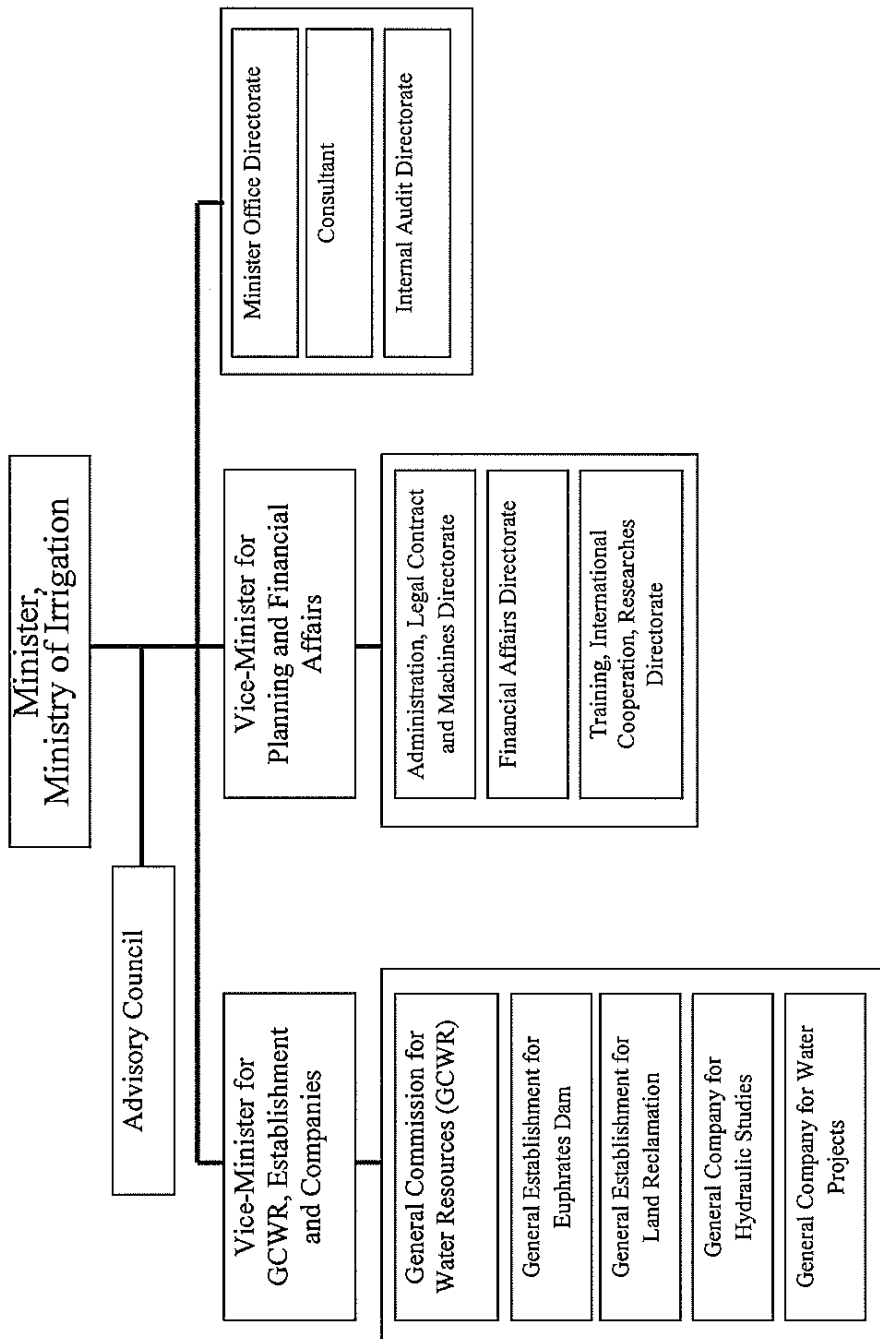 Minister,
Ministry of Irrigation
Advisory Council
Vice-Minister for
GCWR, Establishment
and Companies
General Commission for
Water Resources (GCWR)
General Establishment for
Euphrates Dam
General Establishment for
Land Reclamation
General Company for
Hydraulic Studies
General Company for Water
Projects
Vice-Minister for
Planning and Financial
Affairs
Administration, Legal Contract
and Machines Directorate
Financial Affairs Directorate
Training, International
Cooperation, Researches
Directorate
Minister Office Directorate
Consultant
Internal Audit Directorate